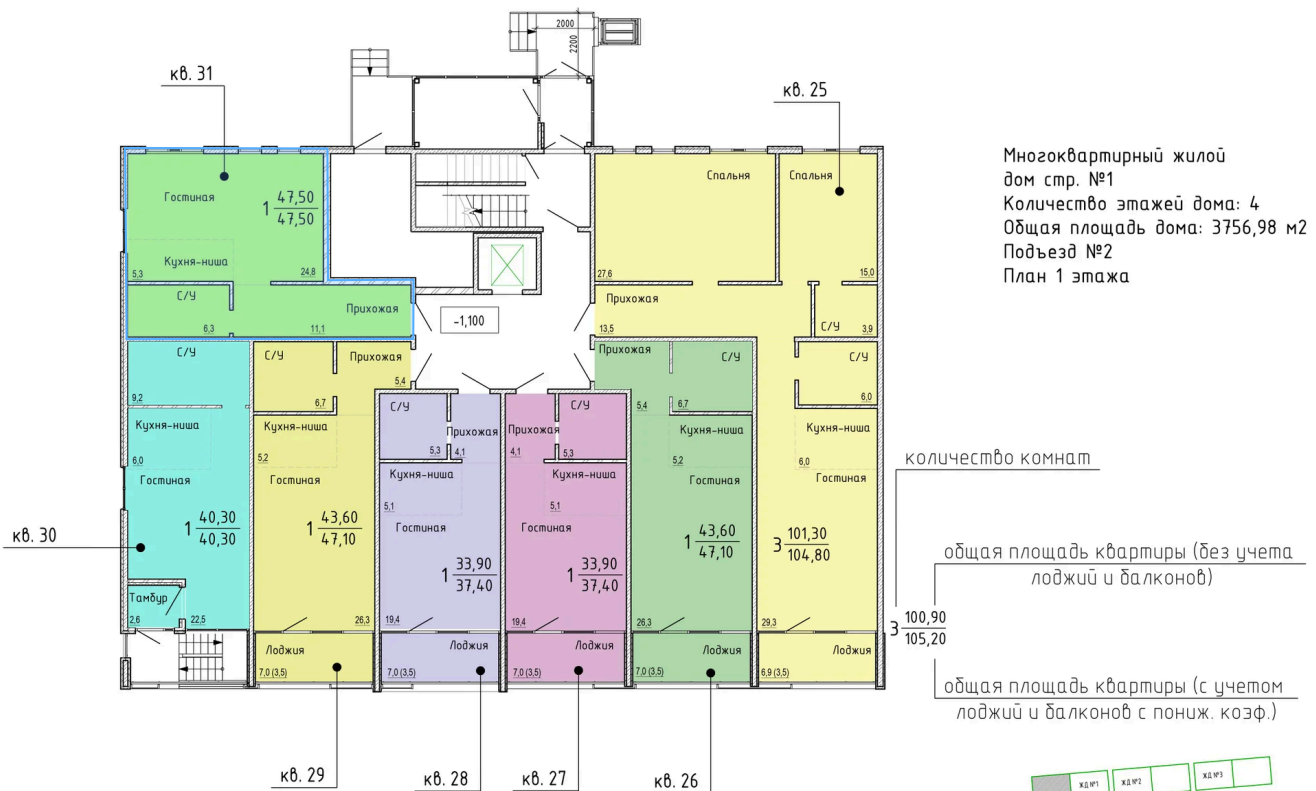 2000
2200
кв. 31
кв. 25
Многоквартирный жилой
дом стр. №1
Количество этажей дома: 4
Общая площадь дома: 3756,98 м2
Подъезд №2
План 1 этажа
Гостиная
1 47,50
47,50
Кухня-ниша
5,3
24,8
С/У
6,3
11,1
Прихожая
-1,100
Спальня
27,6
Спальня
15,0
Прихожая
13,5
С/У
3,9
С/У
6,0
Кухня-ниша
6,0
Гостиная
3 101,30
104,80
29,3
Лоджия
6,9 (3,5)
С/У
9,2
Кухня-ниша
6,0
Гостиная
1 40,30
40,30
кв. 30
Тамбур
2,6
22,5
С/У
6,7
Прихожая
5,4
Кухня-ниша
5,2
Гостиная
1 43,60
47,10
26,3
Лоджия
7,0 (3,5)
С/У
5,3
Прихожая
4,1
Кухня-ниша
5,1
Гостиная
1 33,90
37,40
19,4
Лоджия
7,0 (3,5)
Прихожая
4,1
С/У
5,3
Кухня-ниша
5,1
Гостиная
1 33,90
37,40
19,4
Лоджия
7,0 (3,5)
Прихожая
5,4
С/У
6,7
Кухня-ниша
5,2
Гостиная
1 43,60
47,10
26,3
Лоджия
7,0 (3,5)
количество комнат
общая площадь квартиры (без учета
лоджий и балконов)
3 100,90
105,20
общая площадь квартиры (с учетом
лоджий и балконов с пониж. коэф.)
кв. 29
кв. 28
кв. 27
кв. 26
ЖД №1
ЖД №2
ЖД №3